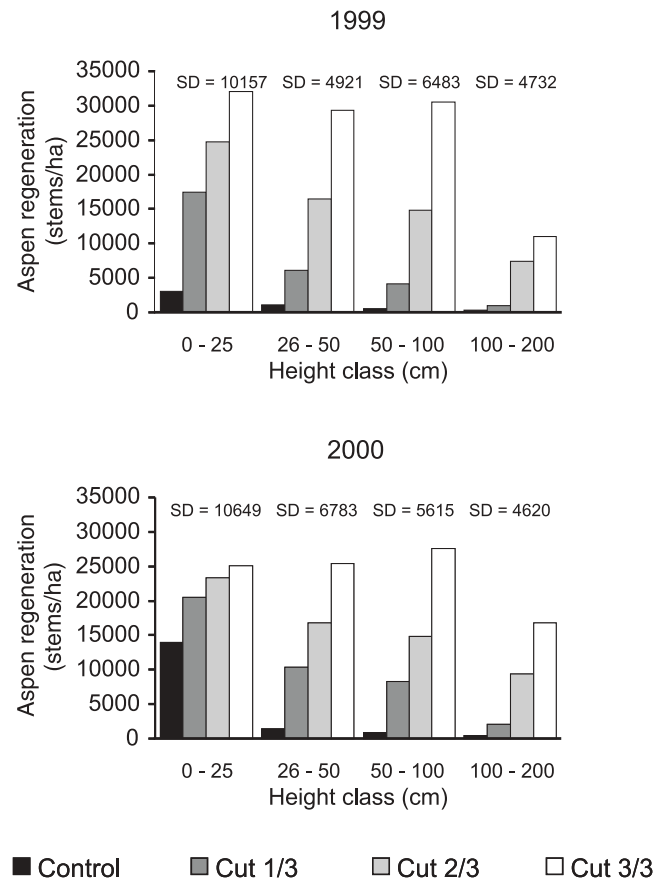 1999
Aspen regeneration
(stems/ha)
35000
30000
25000
20000
15000
10000
5000
0
SD = 10157 SD = 4921 SD = 6483 SD = 4732
0 - 25 26 - 50 50 - 100 100 - 200
Height class (cm)
2000
Aspen regeneration
(stems/ha)
35000
30000
25000
20000
15000
10000
5000
0
SD = 10649 SD = 6783 SD = 5615 SD = 4620
0 - 25 26 - 50 50 - 100 100 - 200
Height class (cm)
Control Cut 1/3 Cut 2/3 Cut 3/3